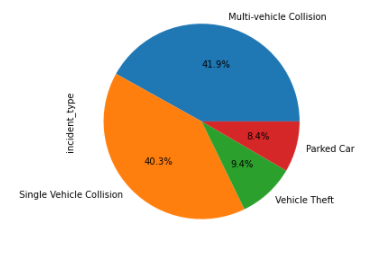 Multi-vehicle Collision
41.9%
incident_type
8.4%
Parked Car
40.3%
9.4%
Single Vehicle Collision
Vehicle Theft